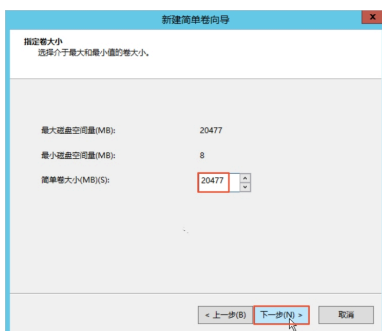 新建简单卷向导
x
指定卷大小
选择介于最大和最小值的卷大小。
最大磁盘空间量(MB): 20477
最小磁盘空间量(MB): 8
简单卷大小(MB)(S): 20477
< 上一步(B) 下一步(N) > 取消